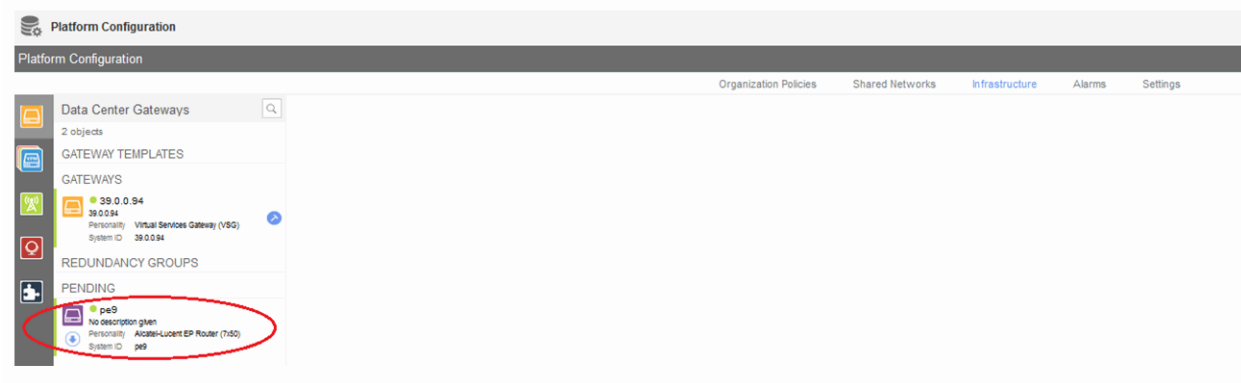 Platform Configuration
Platform Configuration
Organization Policies Shared Networks Infrastructure Alarms Settings
Data Center Gateways
2 objects
GATEWAY TEMPLATES
GATEWAYS
39.0.0.94
39.0.0.94
Personality Virtual Services Gateway (VSG)
System ID 39.0.0.94
REDUNDANCY GROUPS
PENDING
pe9
No description given
Personality Alcatel-Lucent EP Router (7x50)
System ID pe9